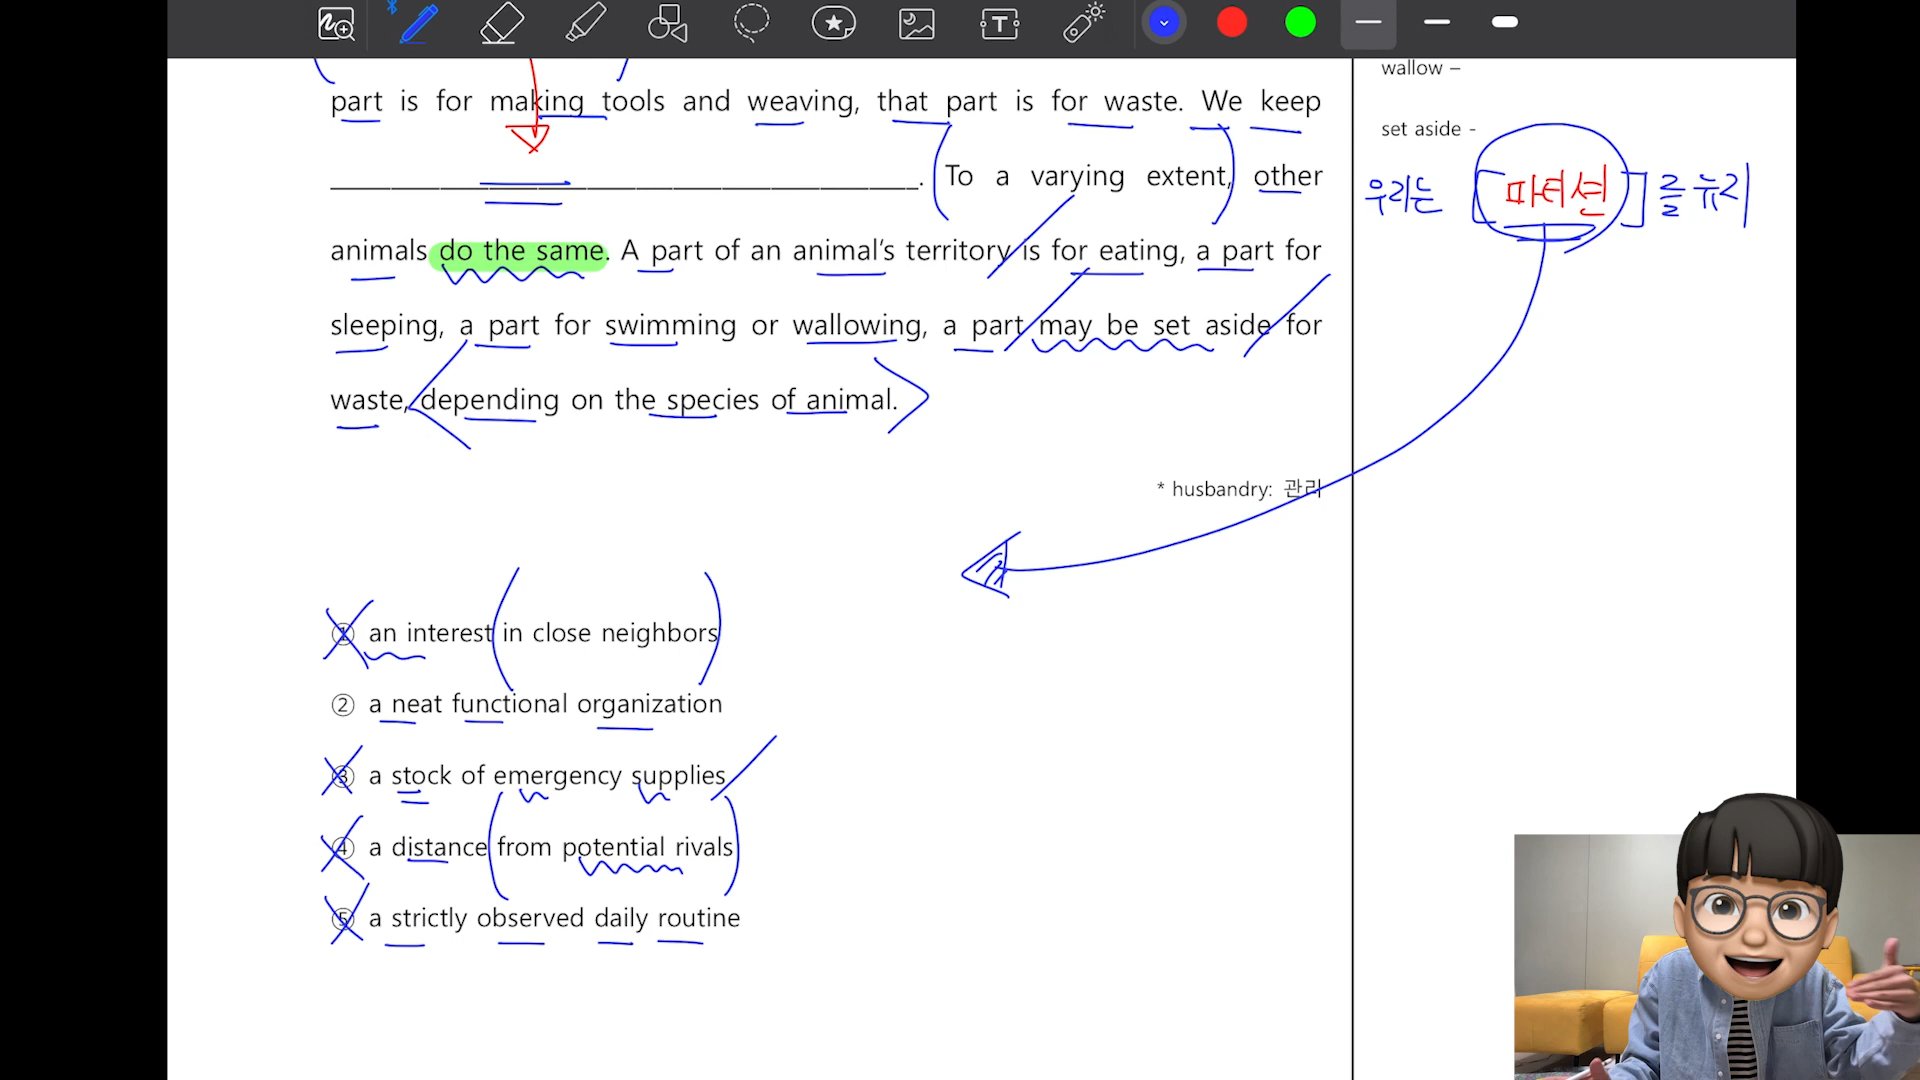 part is for making tools and weaving, that part is for waste. We keep
____________________. To a varying extent, other
animals do the same. A part of an animal's territory is for eating, a part for
sleeping, a part for swimming or wallowing, a part may be set aside for
waste, depending on the species of animal.
* husbandry: 관리
① an interest in close neighbors
② a neat functional organization
③ a stock of emergency supplies
④ a distance from potential rivals
⑤ a strictly observed daily routine
wallow –
set aside -
우리는 [파티션]를 유지